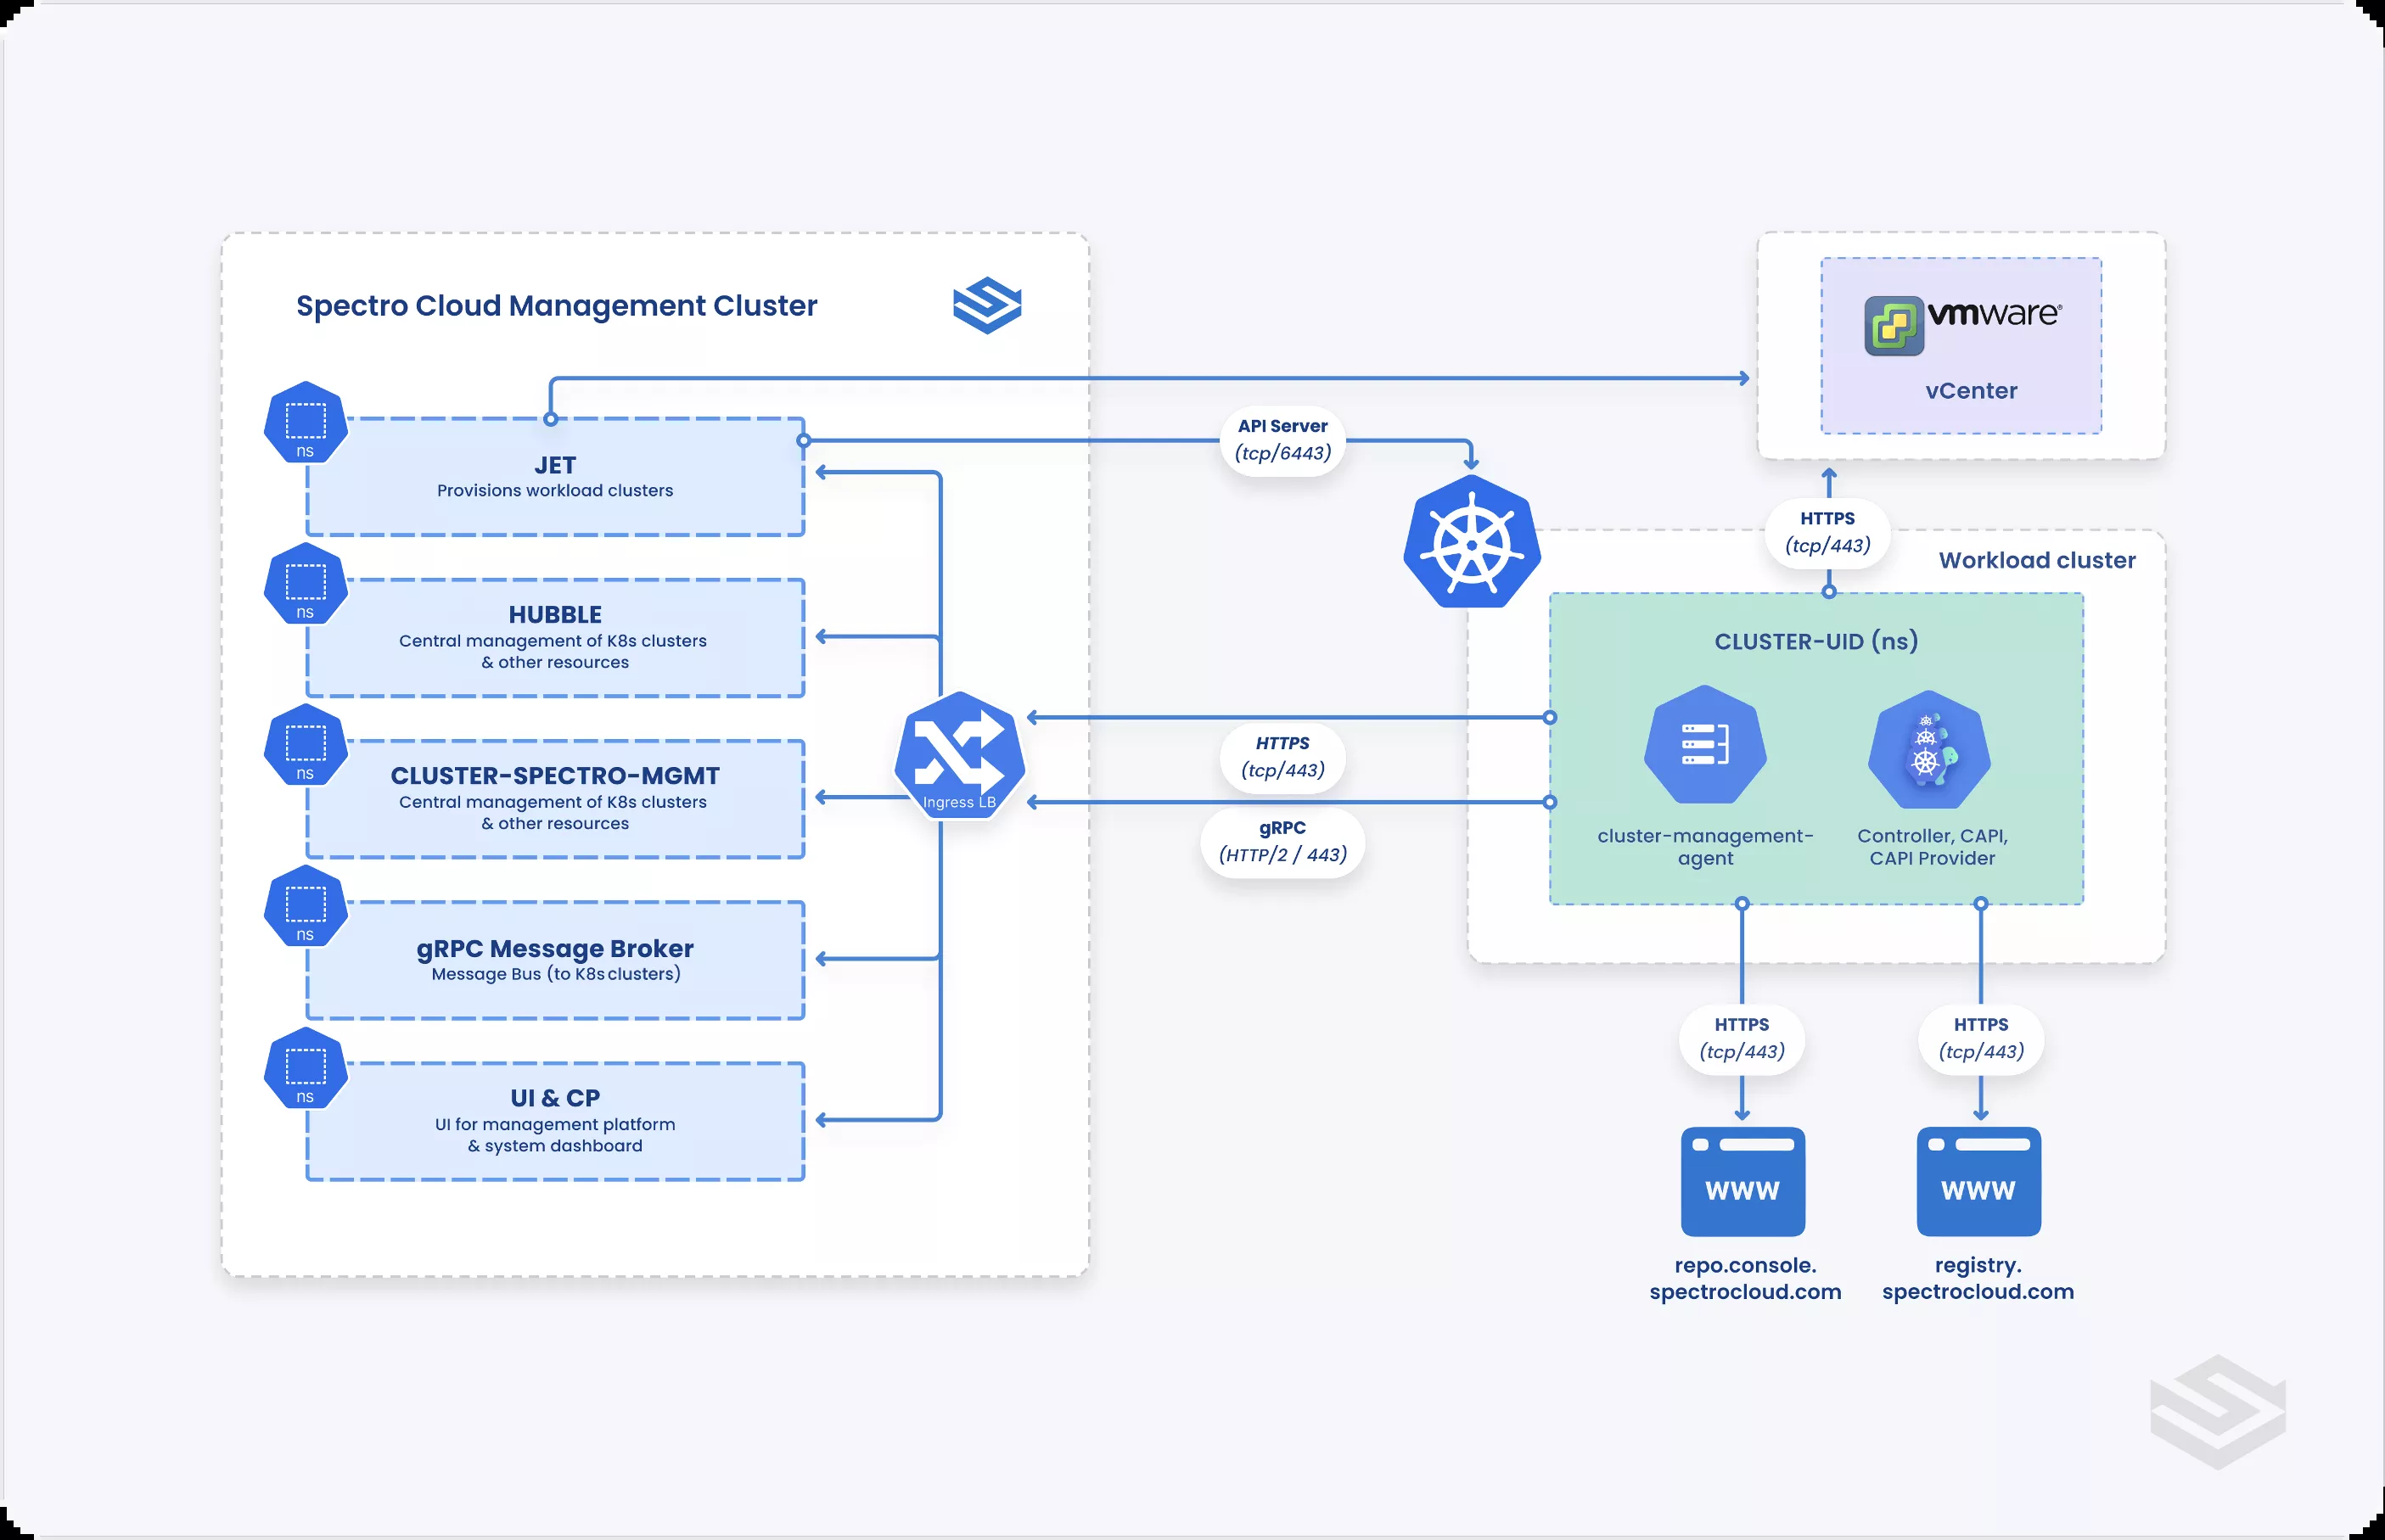 Spectro Cloud Management Cluster
ns
JET
Provisions workload clusters
ns
HUBBLE
Central management of K8s clusters
& other resources
ns
CLUSTER-SPECTRO-MGMT
Central management of K8s clusters
& other resources
ns
gRPC Message Broker
Message Bus (to K8s clusters)
ns
UI & CP
UI for management platform
& system dashboard
Ingress LB
API Server
(tcp/6443)
HTTPS
(tcp/443)
gRPC
(HTTP/2 / 443)
vmware®
vCenter
HTTPS
(tcp/443)
Workload cluster
CLUSTER-UID (ns)
cluster-management-
agent
Controller, CAPI,
CAPI Provider
HTTPS
(tcp/443)
HTTPS
(tcp/443)
WWW
WWW
repo.console.
spectrocloud.com
registry.
spectrocloud.com